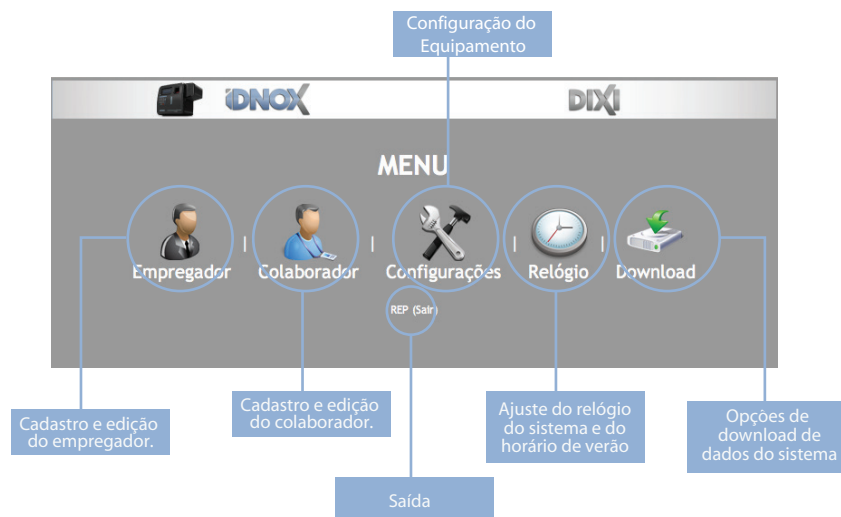 Configuração do
Equipamento
iDNOX
DIXI
MENU
Empregador | Colaborador | Configurações | Relógio | Download
REP (Sair)
Cadastro e edição
do empregador.
Cadastro e edição
do colaborador.
Ajuste do relógio
do sistema e do
horário de verão
Opções de
download de
dados do sistema
Saída